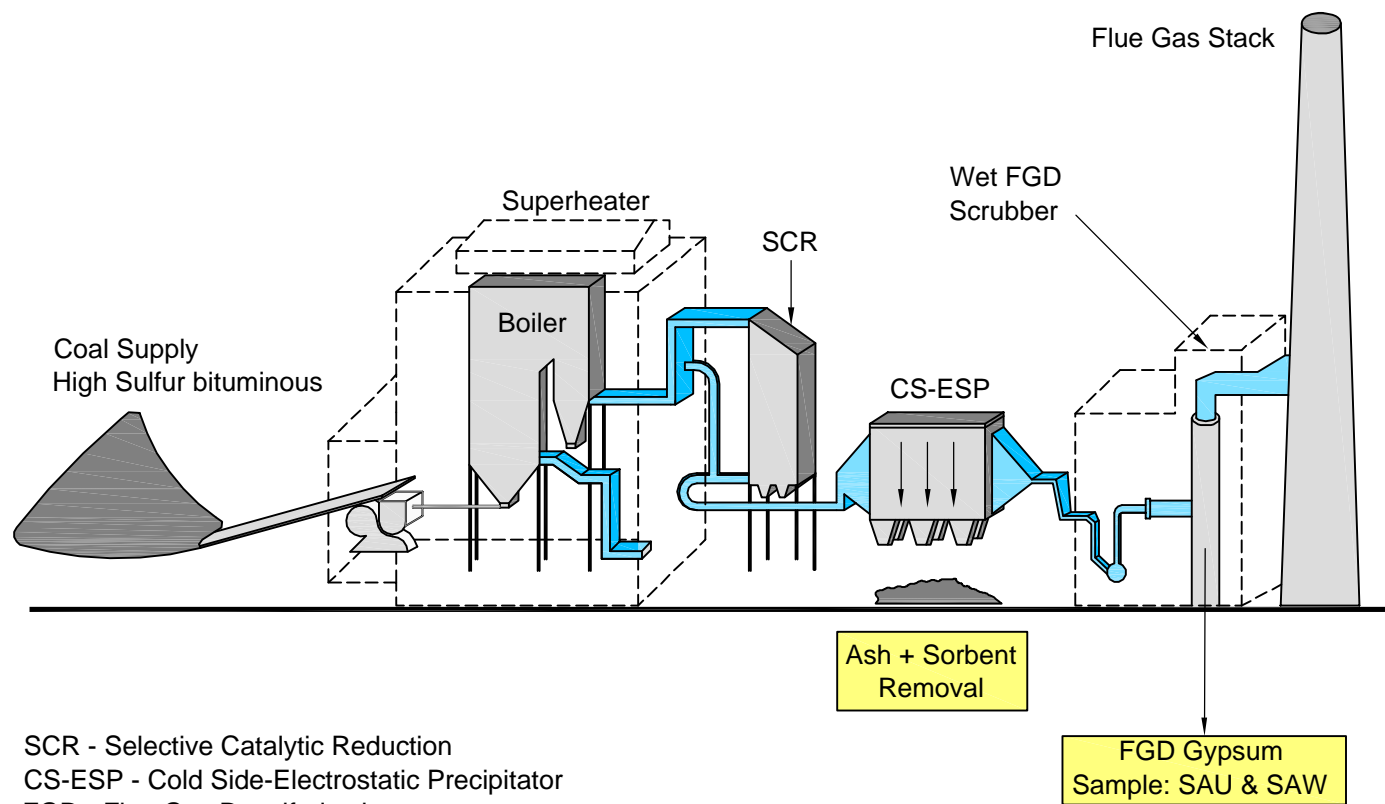 Flue Gas Stack
Wet FGD
Scrubber
Superheater
SCR
Boiler
Coal Supply
High Sulfur bituminous
CS-ESP
Ash + Sorbent
Removal
SCR - Selective Catalytic Reduction
CS-ESP - Cold Side-Electrostatic Precipitator
FGD Gypsum
Sample: SAU & SAW